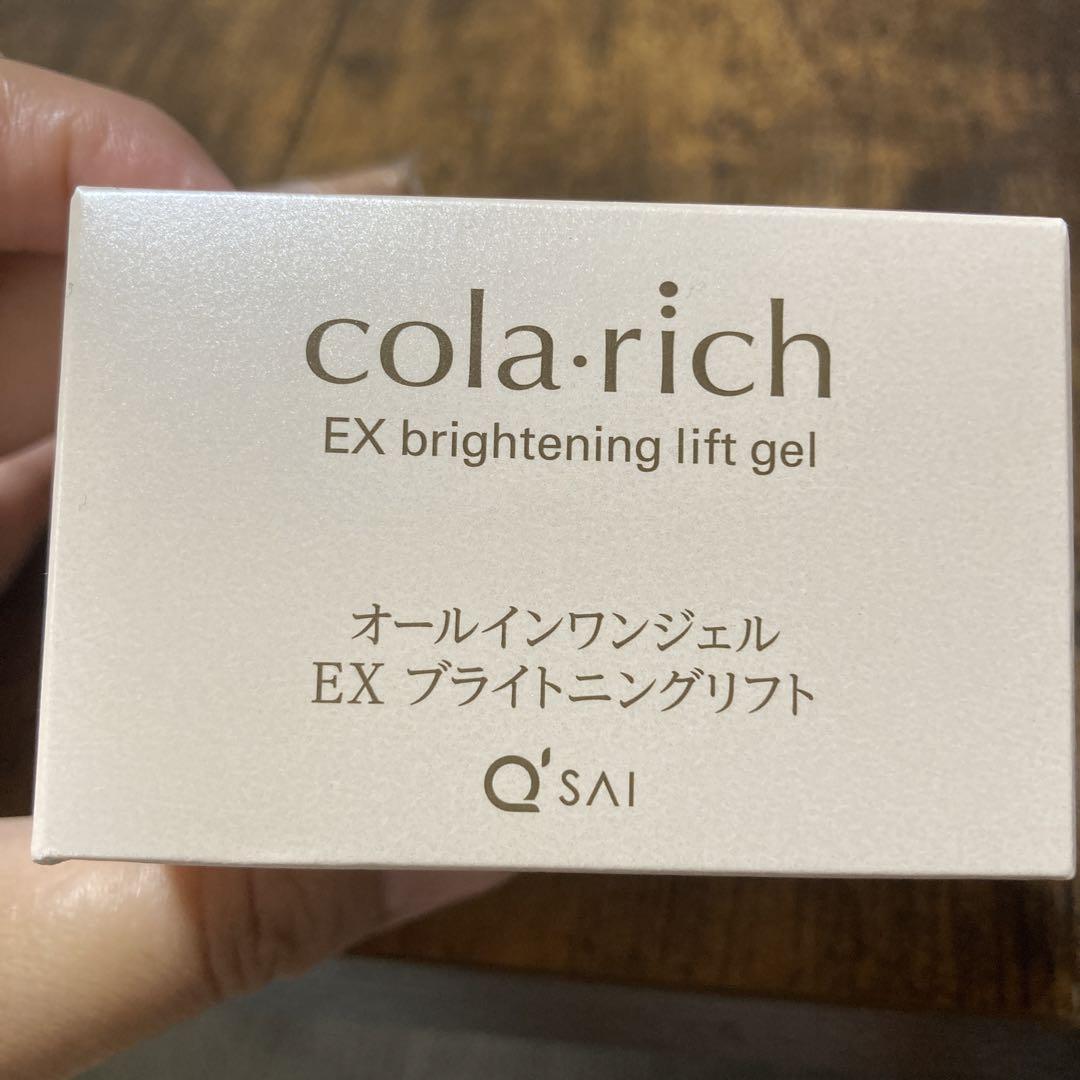 cola·rich
EX brightening lift gel
オールインワンジェル
EX ブライトニングリフト
Q'SAI